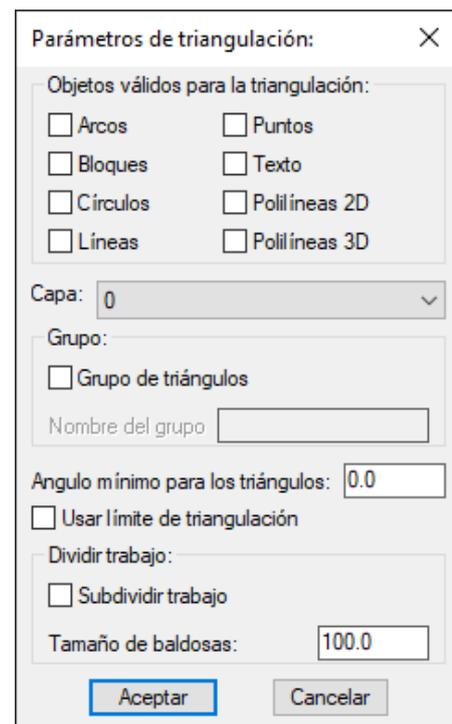 Parámetros de triangulación:
Objetos válidos para la triangulación:
Arcos Puntos
Bloques Texto
Círculos Polilíneas 2D
Líneas Polilíneas 3D
Capa: 0
Grupo:
Grupo de triángulos
Nombre del grupo
Angulo mínimo para los triángulos: 0.0
Usar límite de triangulación
Dividir trabajo:
Subdividir trabajo
Tamaño de baldosas: 100.0
Aceptar Cancelar